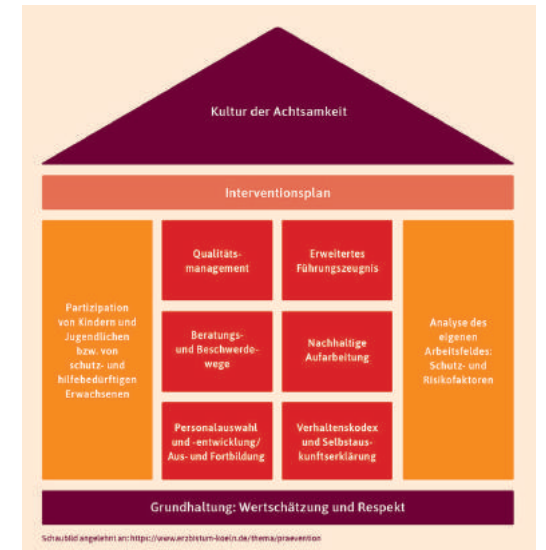 Kultur der Achtsamkeit
Interventionsplan
Partizipation
von Kindern und
Jugendlichen
bzw. von
schutz- und
hilfebedürftigen
Erwachsenen
Qualitäts-
management
Erweitertes
Führungszeugnis
Beratungs-
und Beschwerde-
wege
Nachhaltige
Aufarbeitung
Personalauswahl
und -entwicklung/
Aus- und Fortbildung
Verhaltenskodex
und Selbstaus-
kunftserklärung
Analyse des
eigenen
Arbeitsfeldes:
Schutz- und
Risikofaktoren
Grundhaltung: Wertschätzung und Respekt
Schaubild angelehnt an: https://www.erzbistum-koeln.de/thema/praevention